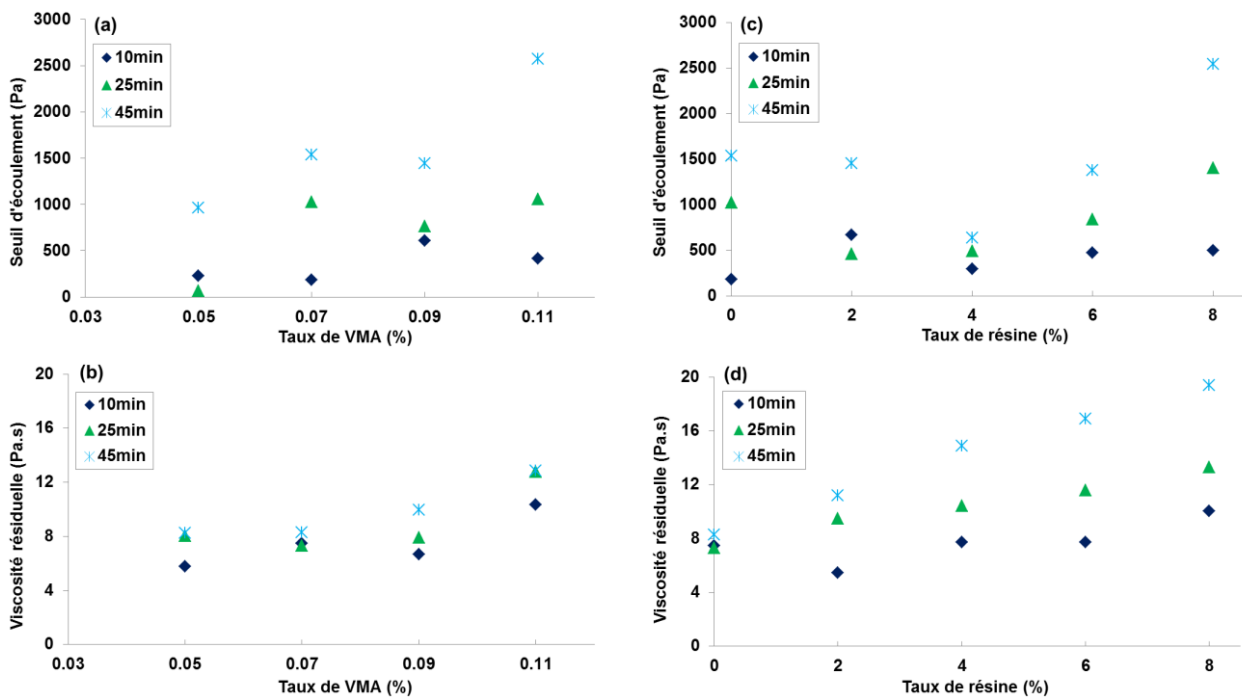 (a)
Seuil d'écoulement (Pa)
3000
2500
2000
1500
1000
500
0
10min
25min
45min
0.03 0.05 0.07 0.09 0.11
Taux de VMA (%)
(c)
Seuil d'écoulement (Pa)
3000
2500
2000
1500
1000
500
0
10min
25min
45min
0 2 4 6 8
Taux de résine (%)
(b)
Viscosité résiduelle (Pa.s)
20
16
12
8
4
0
10min
25min
45min
0.03 0.05 0.07 0.09 0.11
Taux de VMA (%)
(d)
Viscosité résiduelle (Pa.s)
20
16
12
8
4
0
10min
25min
45min
0 2 4 6 8
Taux de résine (%)